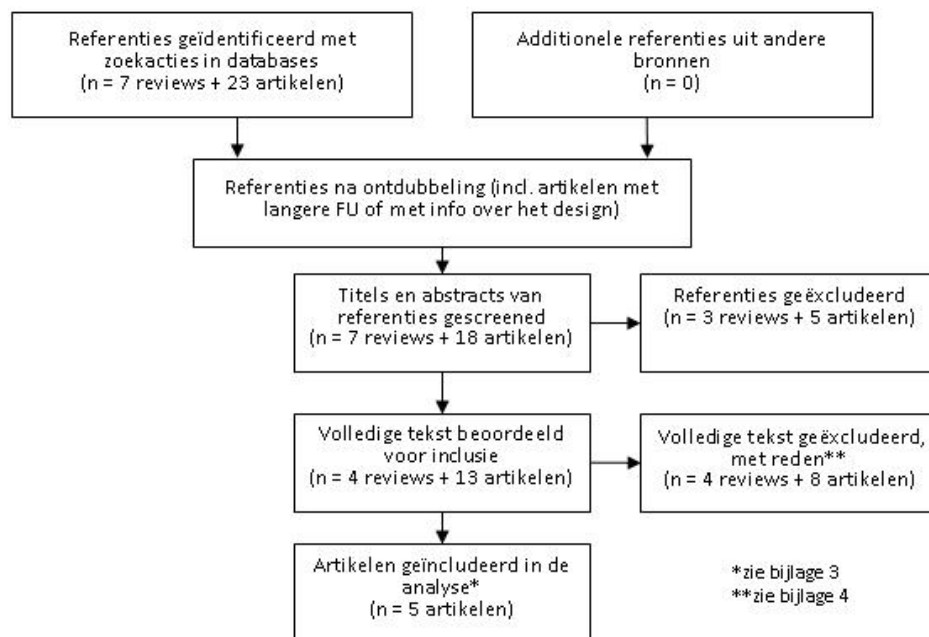 Referenties geïdentificeerd met
zoekacties in databases
(n = 7 reviews + 23 artikelen)
Additionele referenties uit andere
bronnen
(n = 0)
Referenties na ontdubbeling (incl. artikelen met
langere FU of met info over het design)
Titels en abstracts van
referenties gescreened
(n = 7 reviews + 18 artikelen)
Referenties geëxcludeerd
(n = 3 reviews + 5 artikelen)
Volledige tekst beoordeeld
voor inclusie
(n = 4 reviews + 13 artikelen)
Volledige tekst geëxcludeerd,
met reden**
(n = 4 reviews + 8 artikelen)
Artikelen geïncludeerd in de
analyse*
(n = 5 artikelen)
*zie bijlage 3
**zie bijlage 4